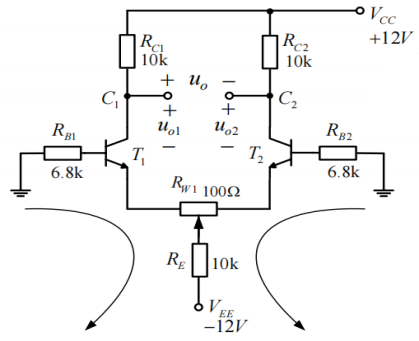 V_CC
+12V
R_C1
10k
R_C2
10k
+ u_o −
C_1
C_2
+ +
u_o1 u_o2
− −
R_B1
6.8k
T_1
T_2
R_B2
6.8k
R_W1 100Ω
R_E 10k
V_EE
−12V